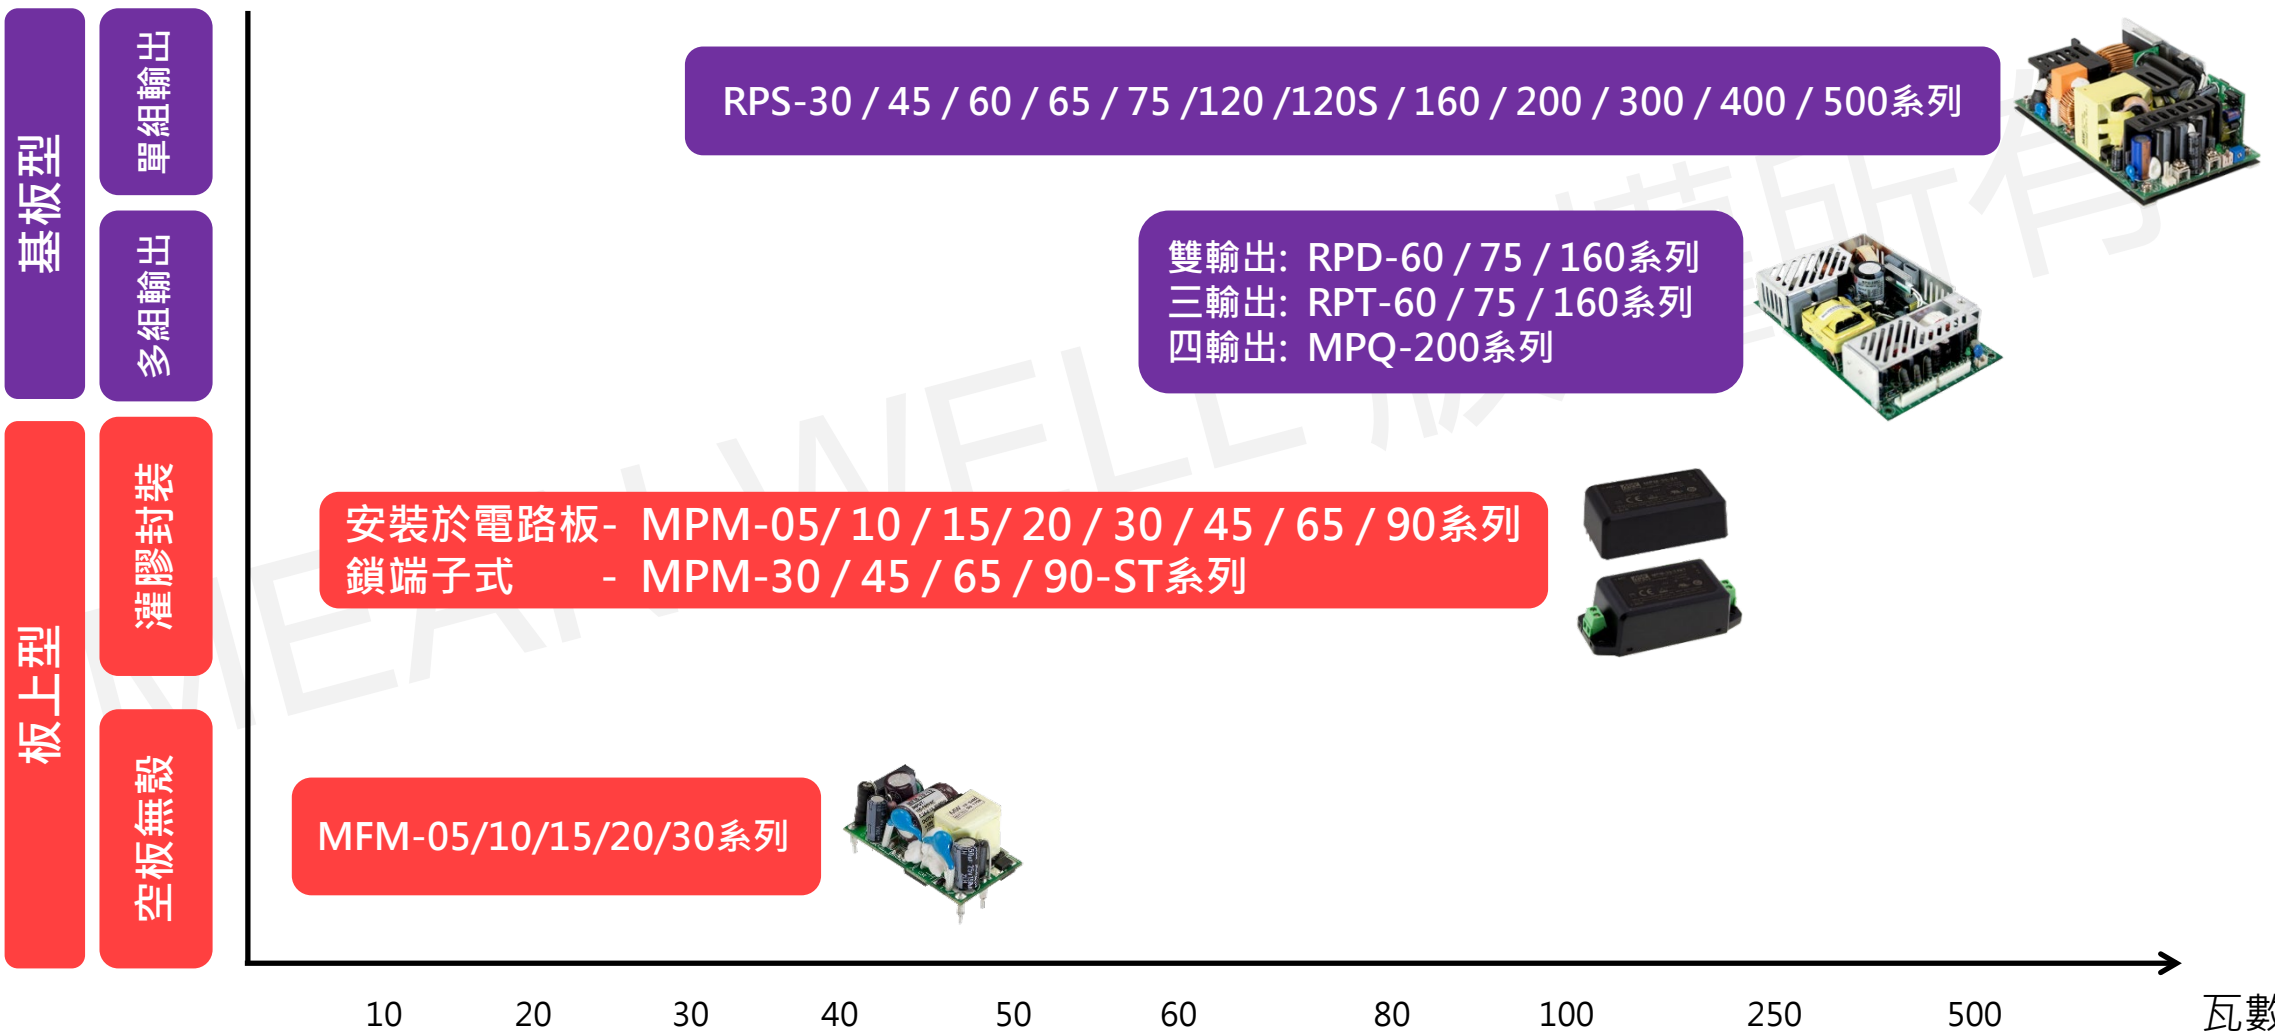 基板型
單組輸出
RPS-30 / 45 / 60 / 65 / 75 /120 /120S / 160 / 200 / 300 / 400 / 500系列
多組輸出
雙輸出: RPD-60 / 75 / 160系列
三輸出: RPT-60 / 75 / 160系列
四輸出: MPQ-200系列
板上型
灌膠封裝
安裝於電路板- MPM-05/ 10 / 15/ 20 / 30 / 45 / 65 / 90系列
鎖端子式 - MPM-30 / 45 / 65 / 90-ST系列
空板無殼
MFM-05/10/15/20/30系列
10 20 30 40 50 60 80 100 250 500 瓦數
MEAN WELL 版權所有